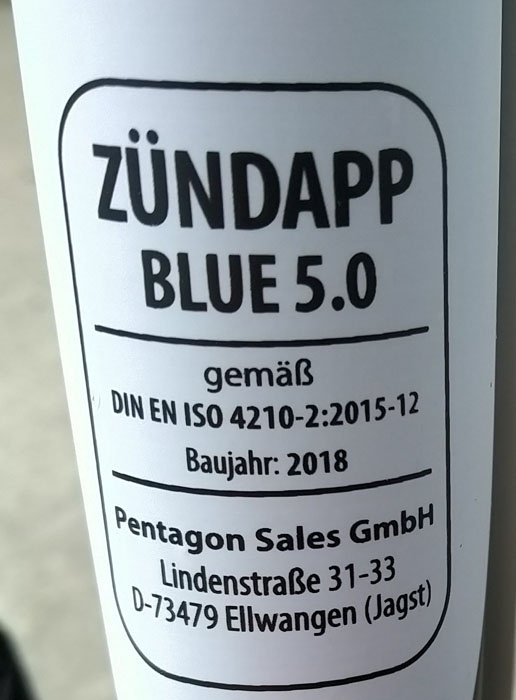 ZÜNDAPP
BLUE 5.0
gemäß
DIN EN ISO 4210-2:2015-12
Baujahr: 2018
Pentagon Sales GmbH
Lindenstraße 31-33
D-73479 Ellwangen (Jagst)